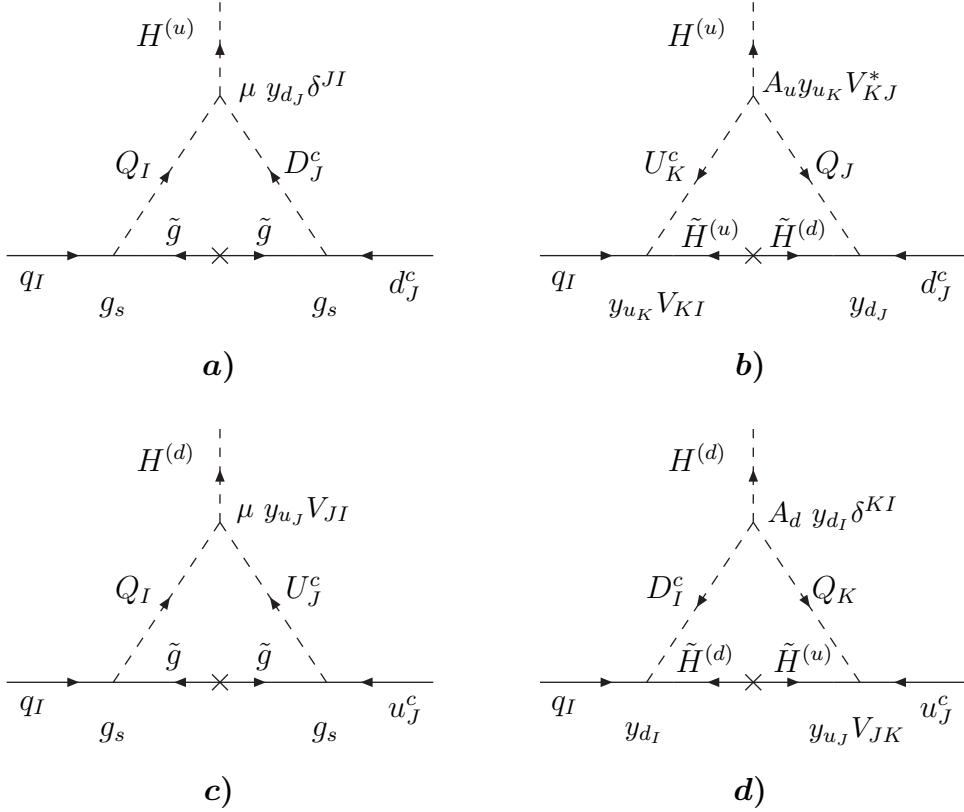 H^{(u)} H^{(u)}
μ y_{d_J} δ^{JI} A_u y_{u_K} V^*_{KJ}
Q_I D^c_J U^c_K Q_J
g̃ g̃ H̃^{(u)} H̃^{(d)}
q_I d^c_J q_I d^c_J
g_s g_s y_{u_K} V_{KI} y_{d_J}
a) b)
H^{(d)} H^{(d)}
μ y_{u_J} V_{JI} A_d y_{d_I} δ^{KI}
Q_I U^c_J D^c_I Q_K
g̃ g̃ H̃^{(d)} H̃^{(u)}
q_I u^c_J q_I u^c_J
g_s g_s y_{d_I} y_{u_J} V_{JK}
c) d)